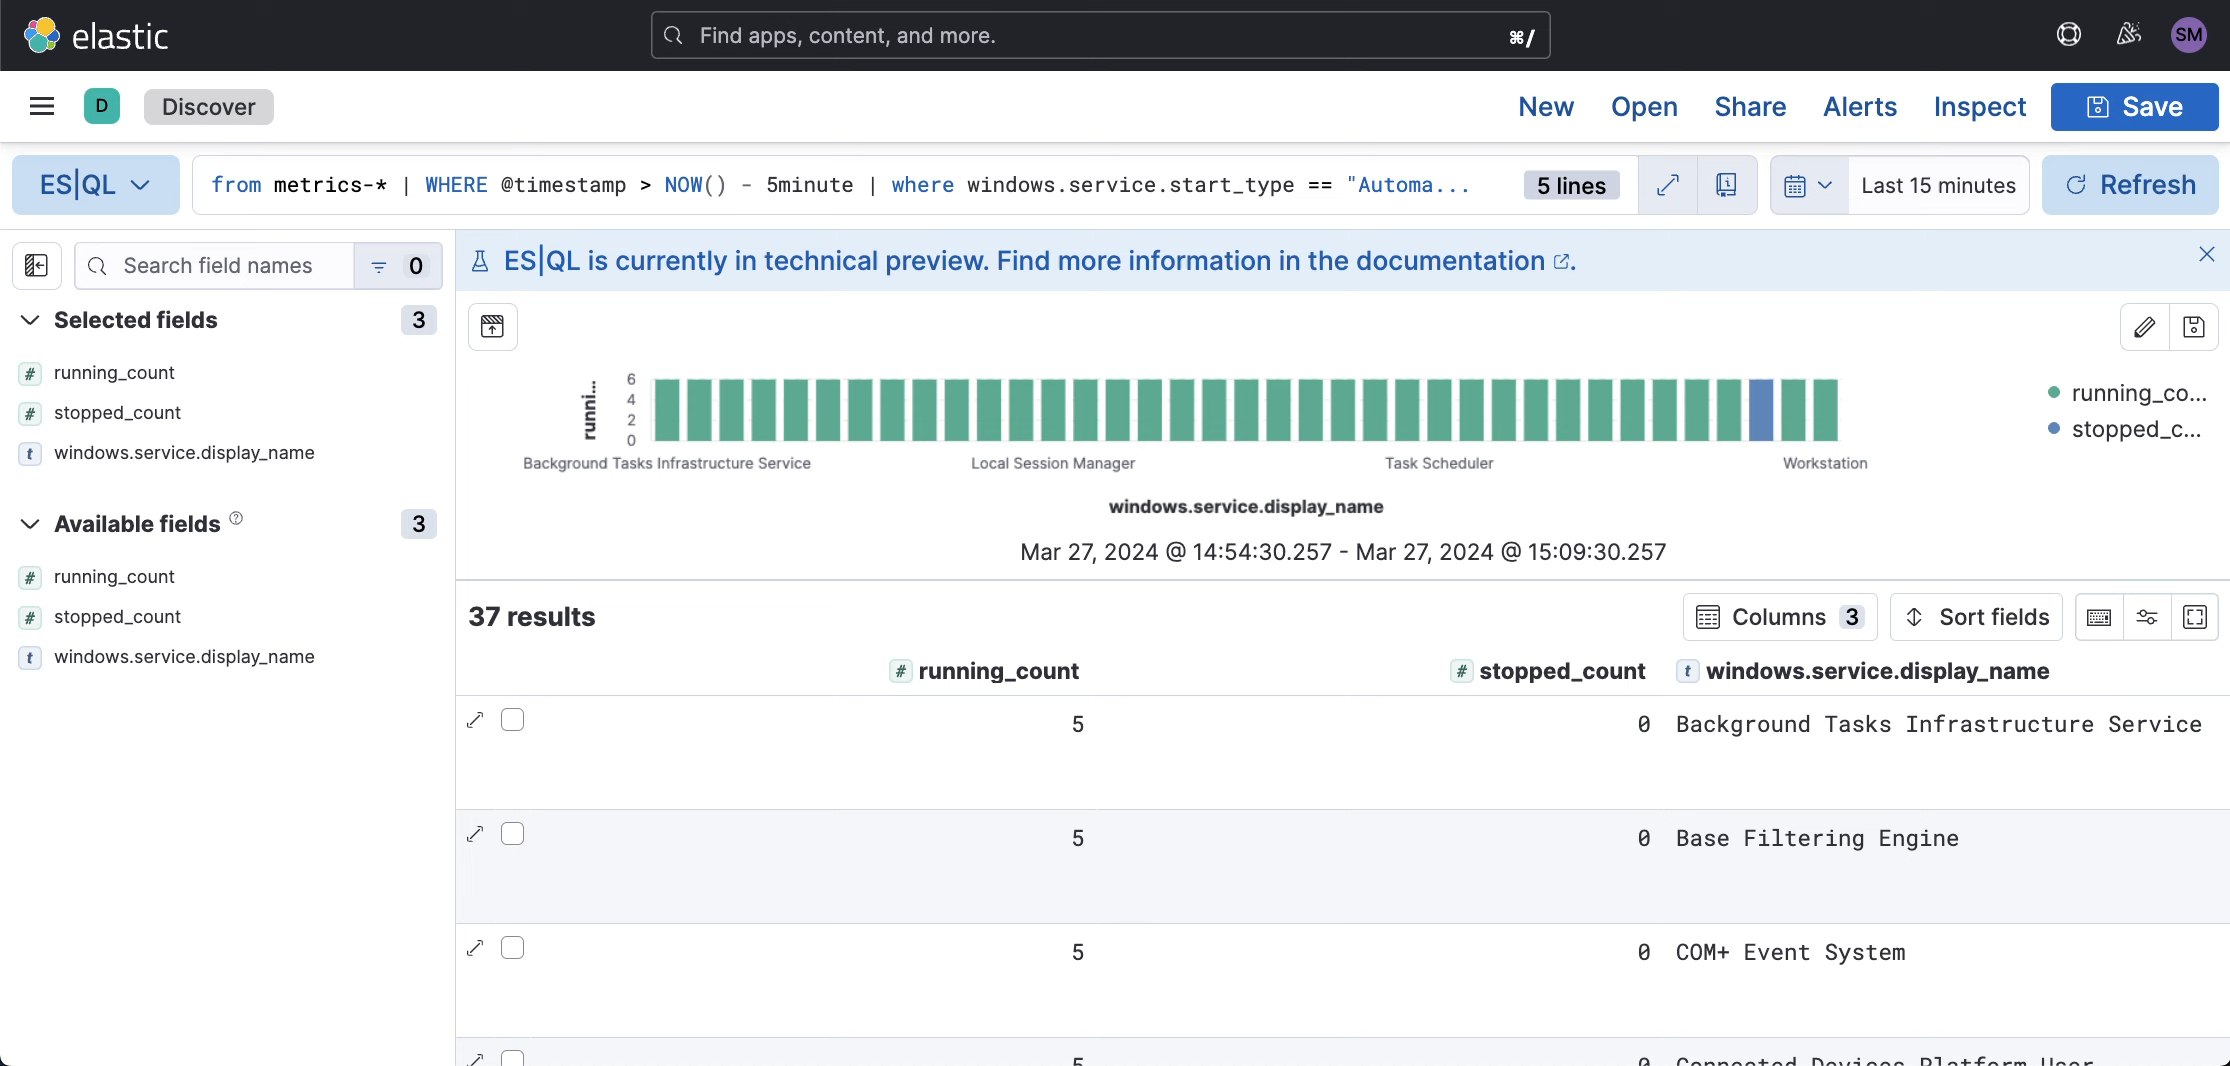 elastic
Find apps, content, and more.
⌘/
SM
D
Discover
New
Open
Share
Alerts
Inspect
Save
ES|QL
from metrics-* | WHERE @timestamp > NOW() - 5minute | where windows.service.start_type == "Automa...
5 lines
Last 15 minutes
Refresh
Search field names
0
ES|QL is currently in technical preview. Find more information in the documentation.
Selected fields
3
# running_count
# stopped_count
t windows.service.display_name
Available fields
3
# running_count
# stopped_count
t windows.service.display_name
runni...
6
4
2
0
Background Tasks Infrastructure Service
Local Session Manager
Task Scheduler
Workstation
windows.service.display_name
running_co...
stopped_c...
Mar 27, 2024 @ 14:54:30.257 - Mar 27, 2024 @ 15:09:30.257
37 results
Columns 3
Sort fields
# running_count
# stopped_count
t windows.service.display_name
5 0 Background Tasks Infrastructure Service
5 0 Base Filtering Engine
5 0 COM+ Event System
5 0 Connected Devices Platform User